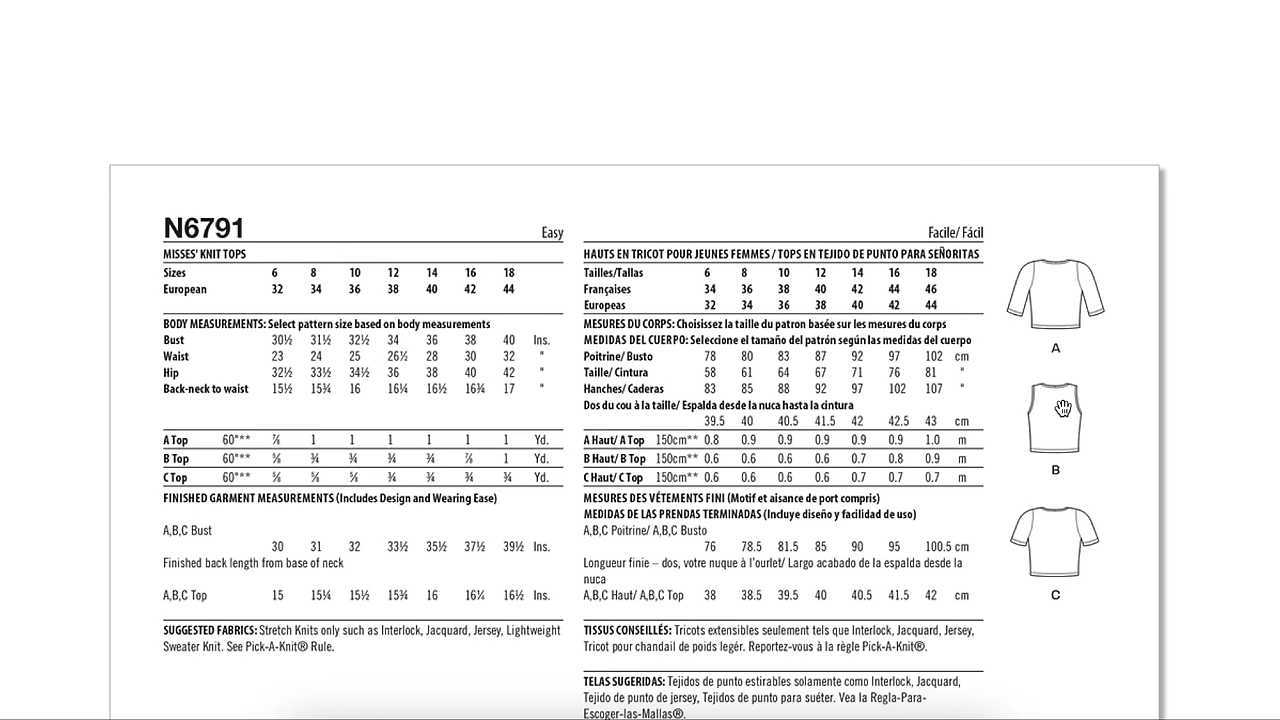 N6791 Easy
MISSES' KNIT TOPS
Sizes 6 8 10 12 14 16 18
European 32 34 36 38 40 42 44
BODY MEASUREMENTS: Select pattern size based on body measurements
Bust 30½ 31½ 32½ 34 36 38 40 Ins.
Waist 23 24 25 26½ 28 30 32 "
Hip 32½ 33½ 34½ 36 38 40 42 "
Back-neck to waist 15½ 15¾ 16 16¼ 16½ 16¾ 17 "
A Top 60"** ⅞ 1 1 1 1 1 1 Yd.
B Top 60"** ⅝ ¾ ¾ ¾ ¾ ⅞ 1 Yd.
C Top 60"** ⅝ ⅝ ⅝ ¾ ¾ ¾ ¾ Yd.
FINISHED GARMENT MEASUREMENTS (Includes Design and Wearing Ease)
A,B,C Bust
30 31 32 33½ 35½ 37½ 39½ Ins.
Finished back length from base of neck
A,B,C Top 15 15¼ 15½ 15¾ 16 16¼ 16½ Ins.
SUGGESTED FABRICS: Stretch Knits only such as Interlock, Jacquard, Jersey, Lightweight
Sweater Knit. See Pick-A-Knit® Rule.
Facile/ Fácil
HAUTS EN TRICOT POUR JEUNES FEMMES / TOPS EN TEJIDO DE PUNTO PARA SEÑORITAS
Tailles/Tallas 6 8 10 12 14 16 18
Françaises 34 36 38 40 42 44 46
Europeas 32 34 36 38 40 42 44
MESURES DU CORPS: Choisissez la taille du patron basée sur les mesures du corps
MEDIDAS DEL CUERPO: Seleccione el tamaño del patrón según las medidas del cuerpo
Poitrine/ Busto 78 80 83 87 92 97 102 cm
Taille/ Cintura 58 61 64 67 71 76 81 "
Hanches/ Caderas 83 85 88 92 97 102 107 "
Dos du cou à la taille/ Espalda desde la nuca hasta la cintura
39.5 40 40.5 41.5 42 42.5 43 cm
A Haut/ A Top 150cm** 0.8 0.9 0.9 0.9 0.9 0.9 1.0 m
B Haut/ B Top 150cm** 0.6 0.6 0.6 0.6 0.7 0.8 0.9 m
C Haut/ C Top 150cm** 0.6 0.6 0.6 0.6 0.7 0.7 0.7 m
MESURES DES VÉTEMENTS FINI (Motif et aisance de port compris)
MEDIDAS DE LAS PRENDAS TERMINADAS (Incluye diseño y facilidad de uso)
A,B,C Poitrine/ A,B,C Busto
76 78.5 81.5 85 90 95 100.5 cm
Longueur finie – dos, votre nuque à l'ourlet/ Largo acabado de la espalda desde la
nuca
A,B,C Haut/ A,B,C Top 38 38.5 39.5 40 40.5 41.5 42 cm
TISSUS CONSEILLÉS: Tricots extensibles seulement tels que Interlock, Jacquard, Jersey,
Tricot pour chandail de poids legér. Reportez-vous à la règle Pick-A-Knit®.
TELAS SUGERIDAS: Tejidos de punto estirables solamente como Interlock, Jacquard,
Tejido de punto de jersey, Tejidos de punto para suéter. Vea la Regla-Para-
Escoger-las-Mallas®.
A
B
C